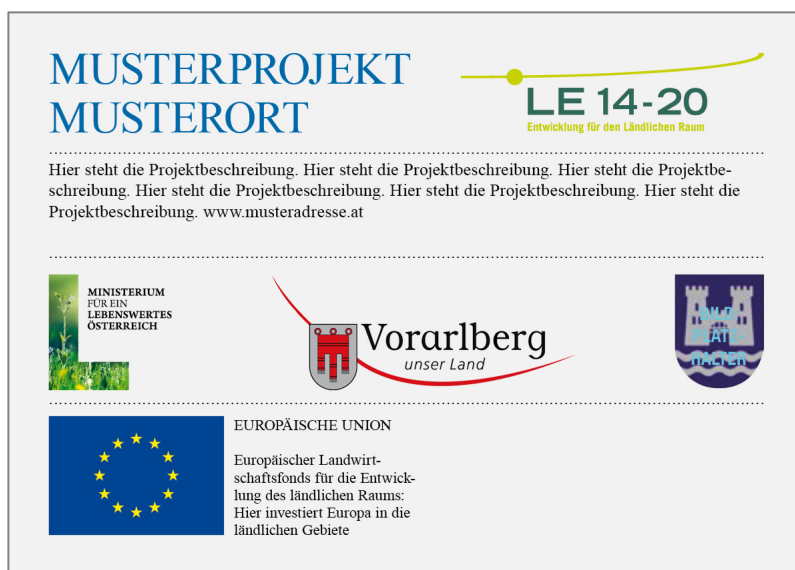 MUSTERPROJEKT
MUSTERORT
LE 14-20
Entwicklung für den Ländlichen Raum
Hier steht die Projektbeschreibung. Hier steht die Projektbeschreibung. Hier steht die Projektbe-
schreibung. Hier steht die Projektbeschreibung. Hier steht die Projektbeschreibung. Hier steht die
Projektbeschreibung. www.musteradresse.at
MINISTERIUM
FÜR EIN
LEBENSWERTES
ÖSTERREICH
Vorarlberg
unser Land
BILD
PLATZ-
HALTER
EUROPÄISCHE UNION
Europäischer Landwirt-
schaftsfonds für die Entwick-
lung des ländlichen Raums:
Hier investiert Europa in die
ländlichen Gebiete